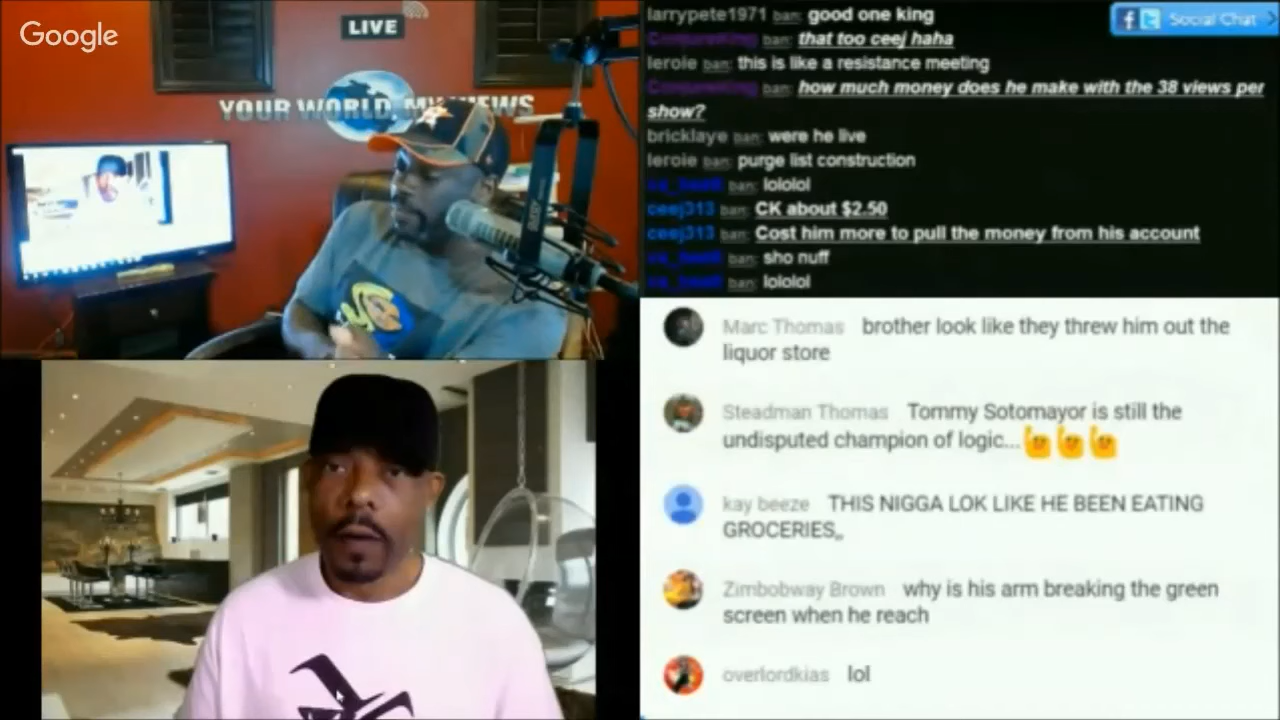 Google
LIVE
YOUR WORLD, MY VIEWS
larrypete1971 ban: good one king
ban: that too ceej haha
leroie ban: this is like a resistance meeting
ban: how much money does he make with the 38 views per
show?
bricklaye ban: were he live
leroie ban: purge list construction
ban: lololol
ceej313 ban: CK about $2.50
ceej313 ban: Cost him more to pull the money from his account
ban: sho nuff
ban: lololol
Social Chat
Marc Thomas brother look like they threw him out the
liquor store
Steadman Thomas Tommy Sotomayor is still the
undisputed champion of logic...
kay beeze THIS NIGGA LOK LIKE HE BEEN EATING
GROCERIES,,
Zimbobway Brown why is his arm breaking the green
screen when he reach
overlordkias lol